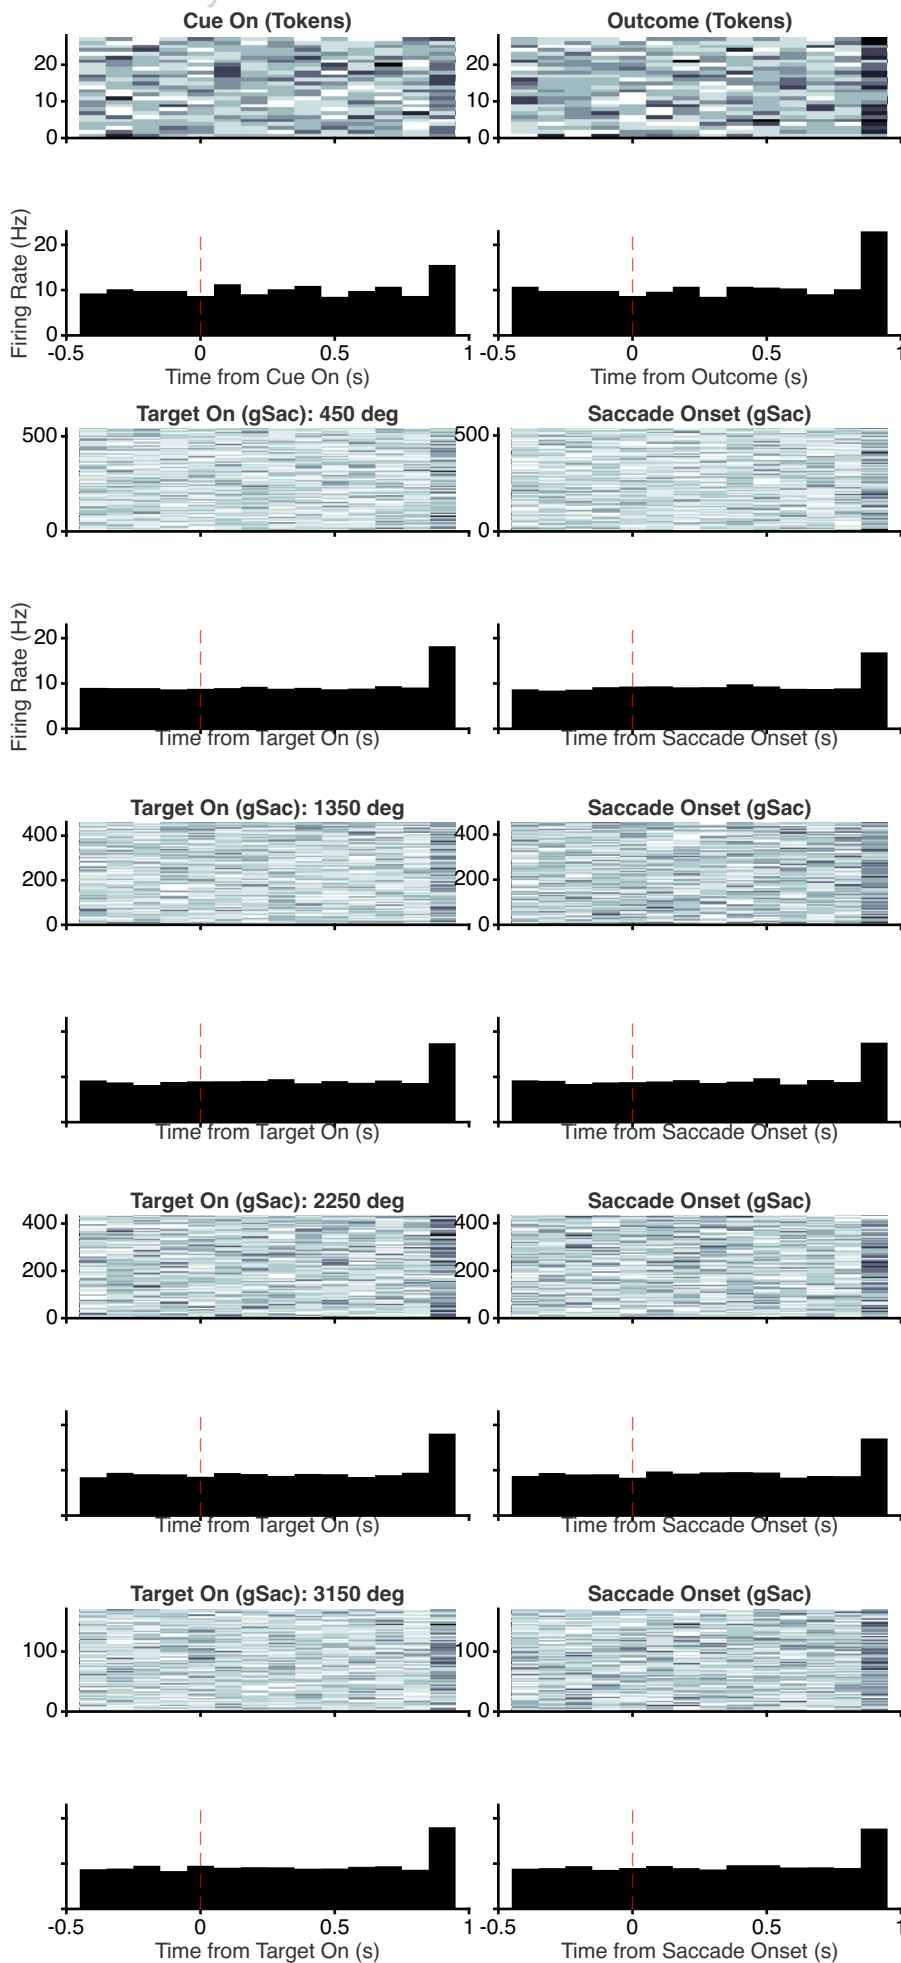 Cue On (Tokens)
Outcome (Tokens)
20
10
0
20
10
0
Firing Rate (Hz)
20
10
0
-0.5
0
0.5
1
-0.5
0
0.5
1
Time from Cue On (s)
Time from Outcome (s)
Target On (gSac): 450 deg
Saccade Onset (gSac)
500
0
500
0
Firing Rate (Hz)
20
10
0
Time from Target On (s)
Time from Saccade Onset (s)
Target On (gSac): 1350 deg
Saccade Onset (gSac)
400
200
0
400
200
0
Time from Target On (s)
Time from Saccade Onset (s)
Target On (gSac): 2250 deg
Saccade Onset (gSac)
400
200
0
400
200
0
Time from Target On (s)
Time from Saccade Onset (s)
Target On (gSac): 3150 deg
Saccade Onset (gSac)
100
0
100
0
-0.5
0
0.5
1
-0.5
0
0.5
1
Time from Target On (s)
Time from Saccade Onset (s)